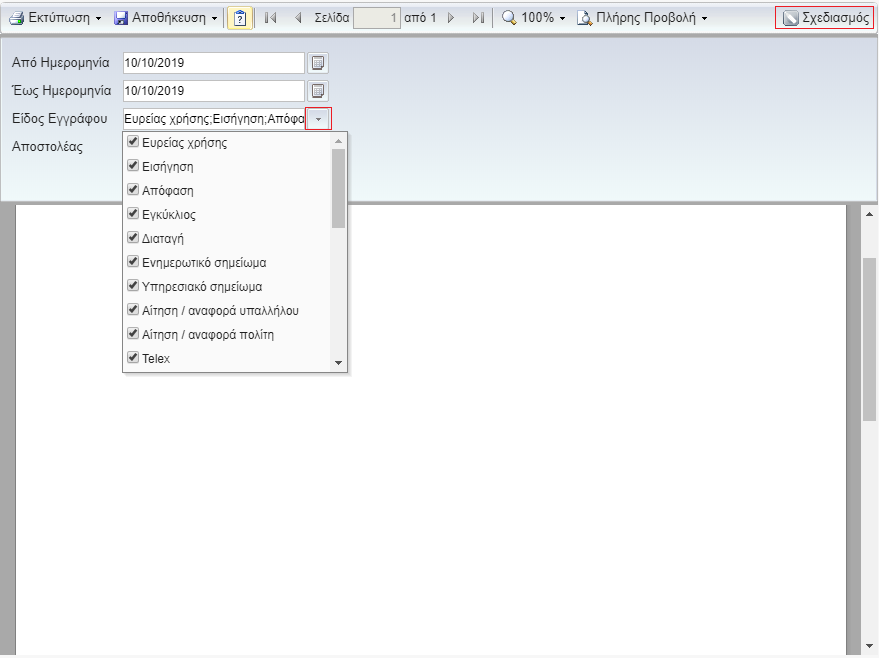 Εκτύπωση Αποθήκευση Σελίδα 1 από 1 100% Πλήρης Προβολή Σχεδιασμός
Από Ημερομηνία 10/10/2019
Έως Ημερομηνία 10/10/2019
Είδος Εγγράφου Ευρείας χρήσης;Εισήγηση;Απόφα
Αποστολέας
Ευρείας χρήσης
Εισήγηση
Απόφαση
Εγκύκλιος
Διαταγή
Ενημερωτικό σημείωμα
Υπηρεσιακό σημείωμα
Αίτηση / αναφορά υπαλλήλου
Αίτηση / αναφορά πολίτη
Telex